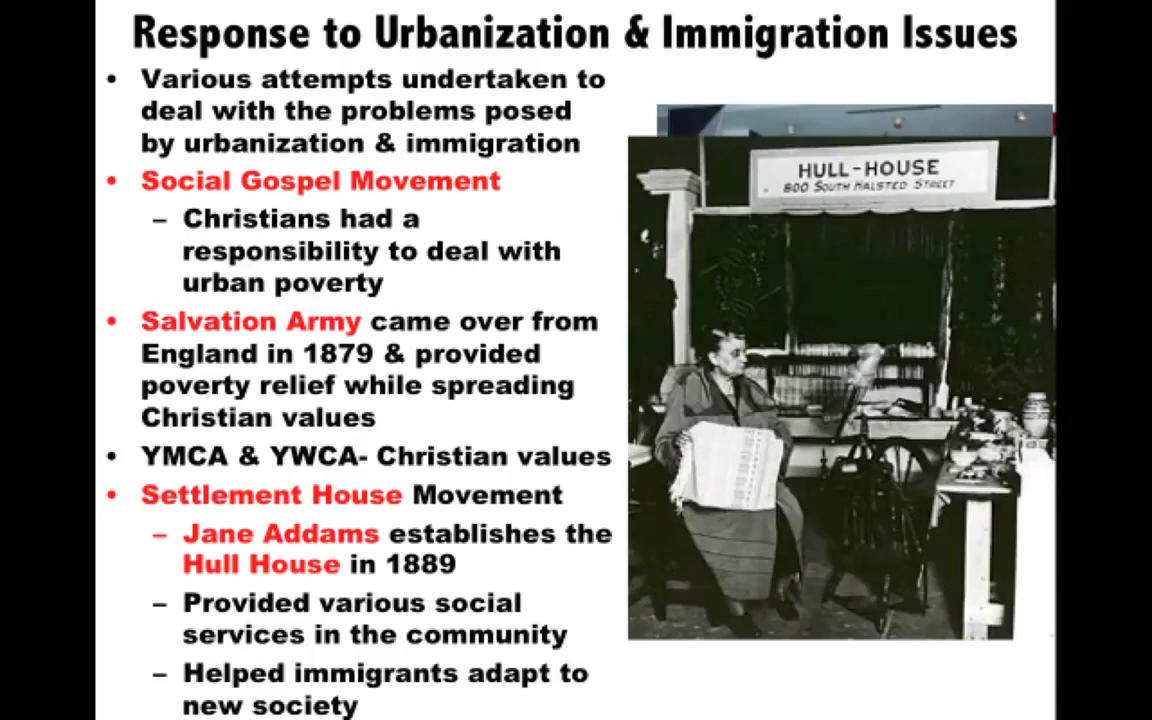 Response to Urbanization & Immigration Issues
• Various attempts undertaken to
deal with the problems posed
by urbanization & immigration
• Social Gospel Movement
– Christians had a
responsibility to deal with
urban poverty
• Salvation Army came over from
England in 1879 & provided
poverty relief while spreading
Christian values
• YMCA & YWCA- Christian values
• Settlement House Movement
– Jane Addams establishes the
Hull House in 1889
– Provided various social
services in the community
– Helped immigrants adapt to
new society
HULL-HOUSE
800 SOUTH HALSTED STREET